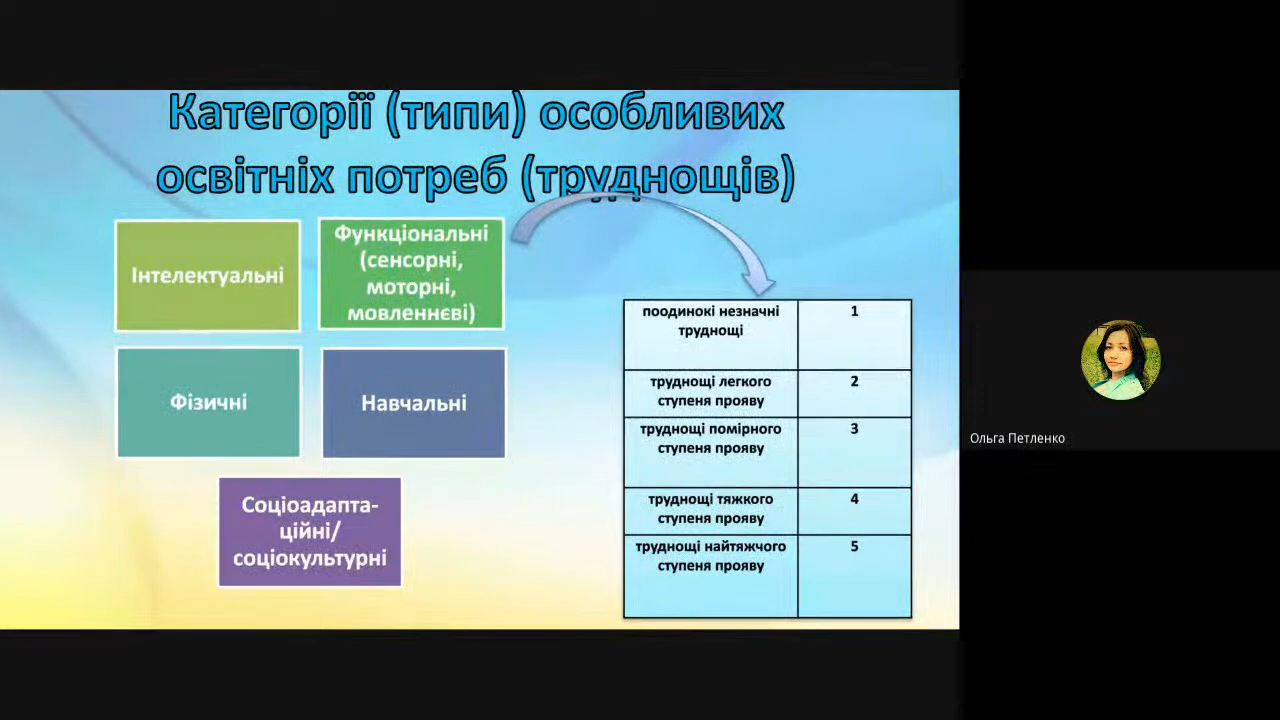 Категорії (типи) особливих
освітніх потреб (труднощів)
Інтелектуальні
Функціональні
(сенсорні,
моторні,
мовленнєві)
Фізичні
Навчальні
Соціоадапта-
ційні/
соціокультурні
поодинокі незначні
труднощі
1
труднощі легкого
ступеня прояву
2
труднощі помірного
ступеня прояву
3
труднощі тяжкого
ступеня прояву
4
труднощі найтяжчого
ступеня прояву
5
Ольга Петленко